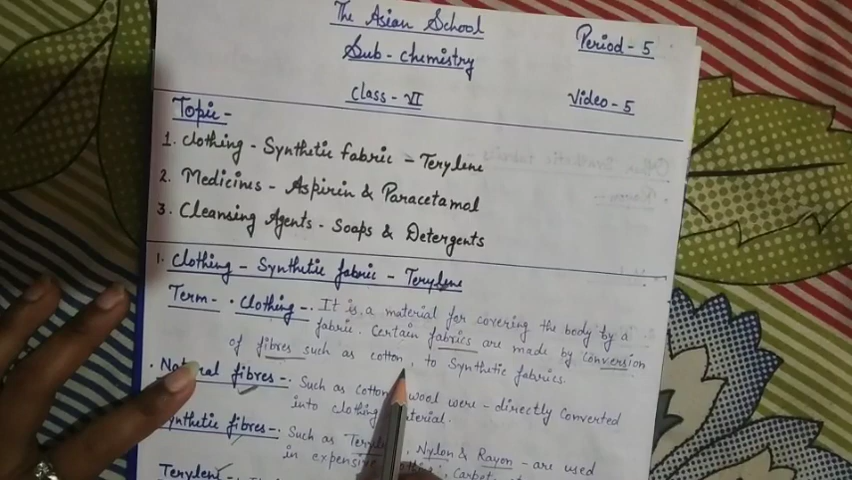 The Asian School
Period - 5
Sub - Chemistry
Class - VI
Video - 5
Topic -
1. Clothing - Synthetic fabric - Terylene
2. Medicines - Aspirin & Paracetamol
3. Cleansing Agents - Soaps & Detergents
1. Clothing - Synthetic fabric - Terylene
Term - • Clothing -. It is a material for covering the body by a
fabric. Certain fabrics are made by conversion
of fibres such as cotton, to Synthetic fabrics.
• Natural fibres -. Such as cotton wood were - directly converted
into clothing material.
Synthetic fibres -. Such as Nylon & Rayon - are used
in expensive
Terylene